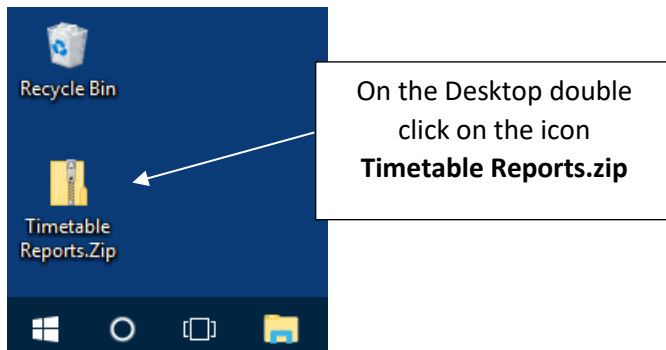 Recycle Bin
On the Desktop double
click on the icon
Timetable Reports.zip
Timetable
Reports.Zip